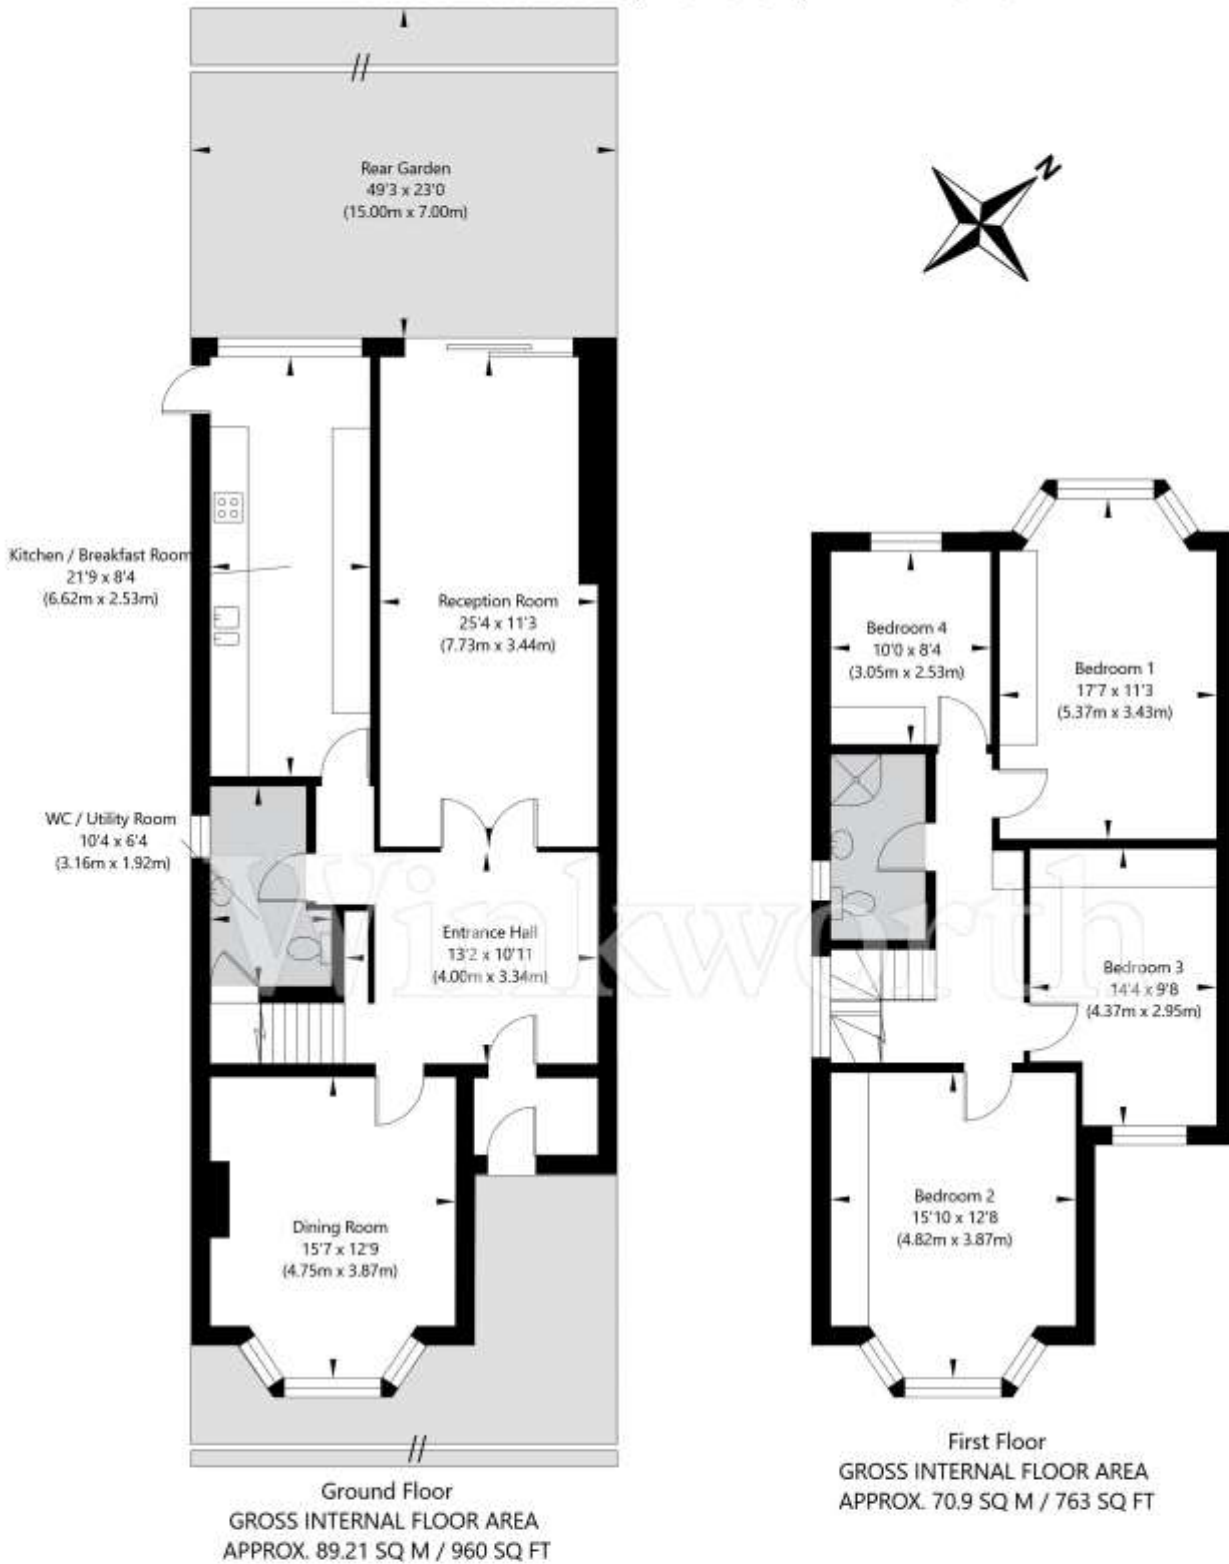 Rear Garden
49'3 x 23'0
(15.00m x 7.00m)
N
Kitchen / Breakfast Room
21'9 x 8'4
(6.62m x 2.53m)
Reception Room
25'4 x 11'3
(7.73m x 3.44m)
WC / Utility Room
10'4 x 6'4
(3.16m x 1.92m)
Entrance Hall
13'2 x 10'11
(4.00m x 3.34m)
Dining Room
15'7 x 12'9
(4.75m x 3.87m)
Ground Floor
GROSS INTERNAL FLOOR AREA
APPROX. 89.21 SQ M / 960 SQ FT
Bedroom 4
10'0 x 8'4
(3.05m x 2.53m)
Bedroom 1
17'7 x 11'3
(5.37m x 3.43m)
Bedroom 3
14'4 x 9'8
(4.37m x 2.95m)
Bedroom 2
15'10 x 12'8
(4.82m x 3.87m)
First Floor
GROSS INTERNAL FLOOR AREA
APPROX. 70.9 SQ M / 763 SQ FT
Winkworth